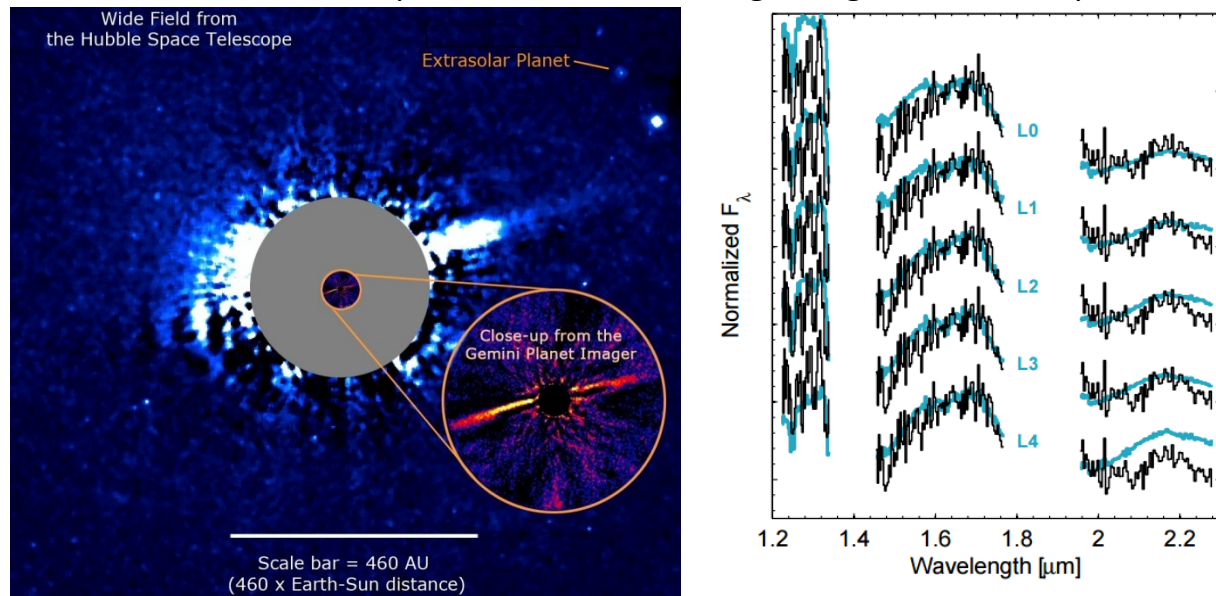 Wide Field from
the Hubble Space Telescope
Extrasolar Planet
Close-up from the
Gemini Planet Imager
Scale bar = 460 AU
(460 x Earth-Sun distance)
Normalized Fλ
L0
L1
L2
L3
L4
1.2 1.4 1.6 1.8 2 2.2
Wavelength [μm]